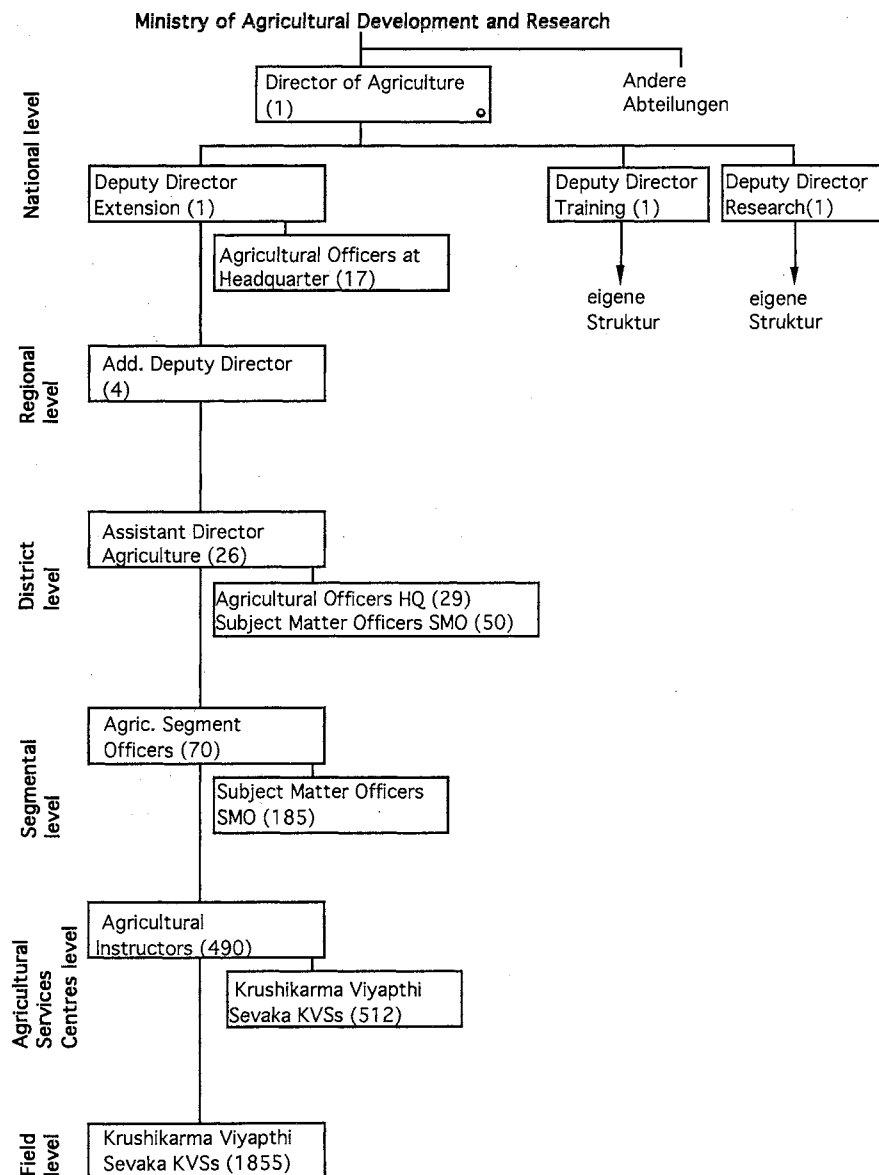 Ministry of Agricultural Development and Research
Director of Agriculture
(1)
Andere
Abteilungen
National level
Deputy Director
Extension (1)
Deputy Director
Training (1)
Deputy Director
Research(1)
Agricultural Officers at
Headquarter (17)
eigene
Struktur
eigene
Struktur
Regional
level
Add. Deputy Director
(4)
District
level
Assistant Director
Agriculture (26)
Agricultural Officers HQ (29)
Subject Matter Officers SMO (50)
Segmental
level
Agric. Segment
Officers (70)
Subject Matter Officers
SMO (185)
Agricultural
Services
Centres level
Agricultural
Instructors (490)
Krushikarma Viyapthi
Sevaka KVSs (512)
Field
level
Krushikarma Viyapthi
Sevaka KVSs (1855)